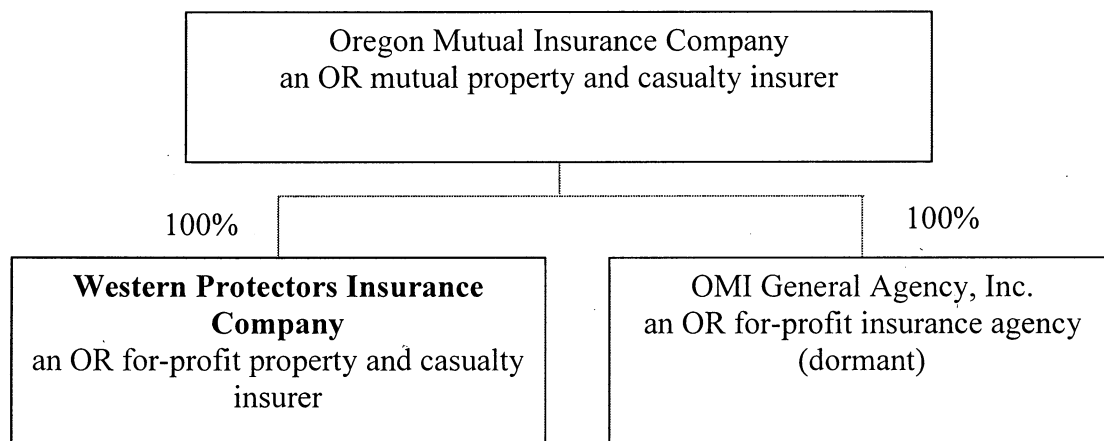 Oregon Mutual Insurance Company
an OR mutual property and casualty insurer
100%
100%
Western Protectors Insurance
Company
an OR for-profit property and casualty
insurer
OMI General Agency, Inc.
an OR for-profit insurance agency
(dormant)